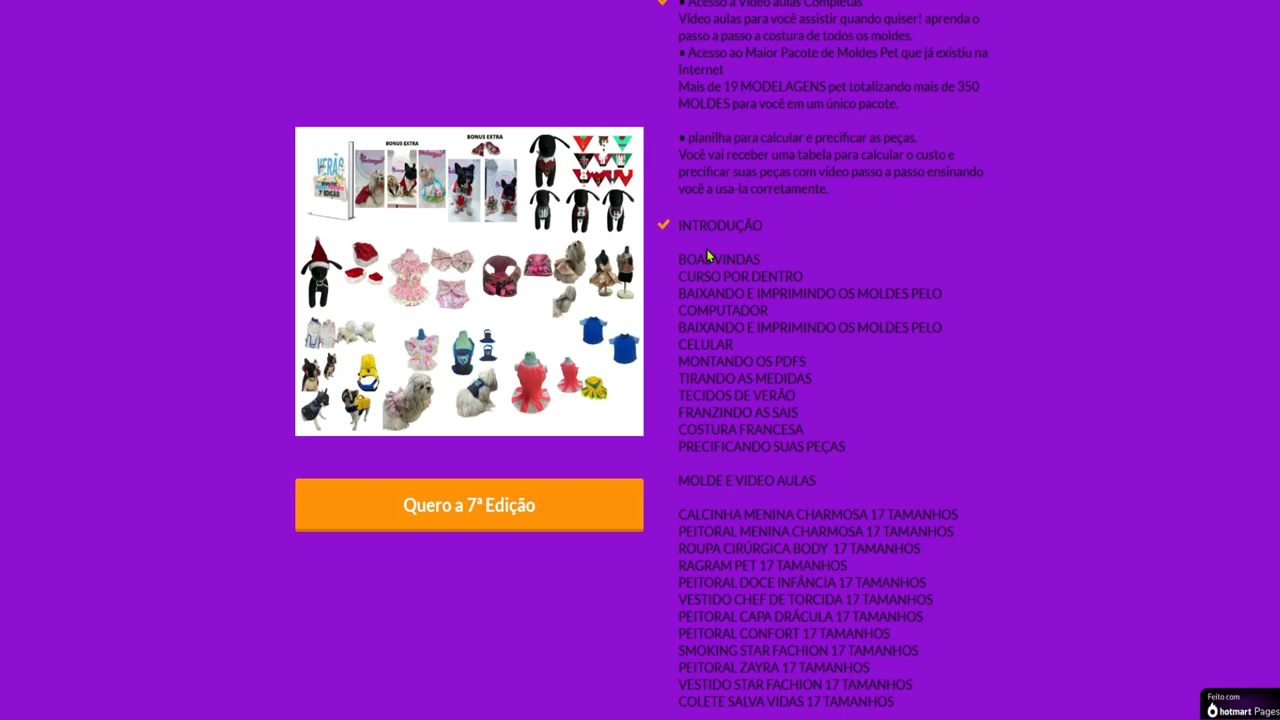 • Acesso a Video aulas Completas
Vídeo aulas para você assistir quando quiser! aprenda o
passo a passo a costura de todos os moldes.
• Acesso ao Maior Pacote de Moldes Pet que já existiu na
Internet
Mais de 19 MODELAGENS pet totalizando mais de 350
MOLDES para você em um único pacote.
• planilha para calcular e precificar as peças.
Você vai receber uma tabela para calcular o custo e
precificar suas peças com vídeo passo a passo ensinando
você a usa-la corretamente.
BONUS EXTRA
BONUS EXTRA
VERÃO
7ª EDIÇÃO
Quero a 7ª Edição
INTRODUÇÃO
BOAS VINDAS
CURSO POR DENTRO
BAIXANDO E IMPRIMINDO OS MOLDES PELO
COMPUTADOR
BAIXANDO E IMPRIMINDO OS MOLDES PELO
CELULAR
MONTANDO OS PDFS
TIRANDO AS MEDIDAS
TECIDOS DE VERÃO
FRANZINDO AS SAIS
COSTURA FRANCESA
PRECIFICANDO SUAS PEÇAS
MOLDE E VIDEO AULAS
CALCINHA MENINA CHARMOSA 17 TAMANHOS
PEITORAL MENINA CHARMOSA 17 TAMANHOS
ROUPA CIRÚRGICA BODY 17 TAMANHOS
RAGRAM PET 17 TAMANHOS
PEITORAL DOCE INFÂNCIA 17 TAMANHOS
VESTIDO CHEF DE TORCIDA 17 TAMANHOS
PEITORAL CAPA DRÁCULA 17 TAMANHOS
PEITORAL CONFORT 17 TAMANHOS
SMOKING STAR FACHION 17 TAMANHOS
PEITORAL ZAYRA 17 TAMANHOS
VESTIDO STAR FACHION 17 TAMANHOS
COLETE SALVA VIDAS 17 TAMANHOS
Feito com
hotmart Pages